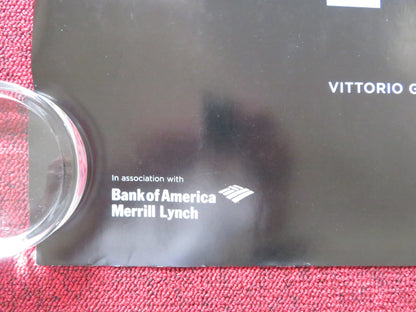 VITTORIO G
In association with
Bank of America
Merrill Lynch